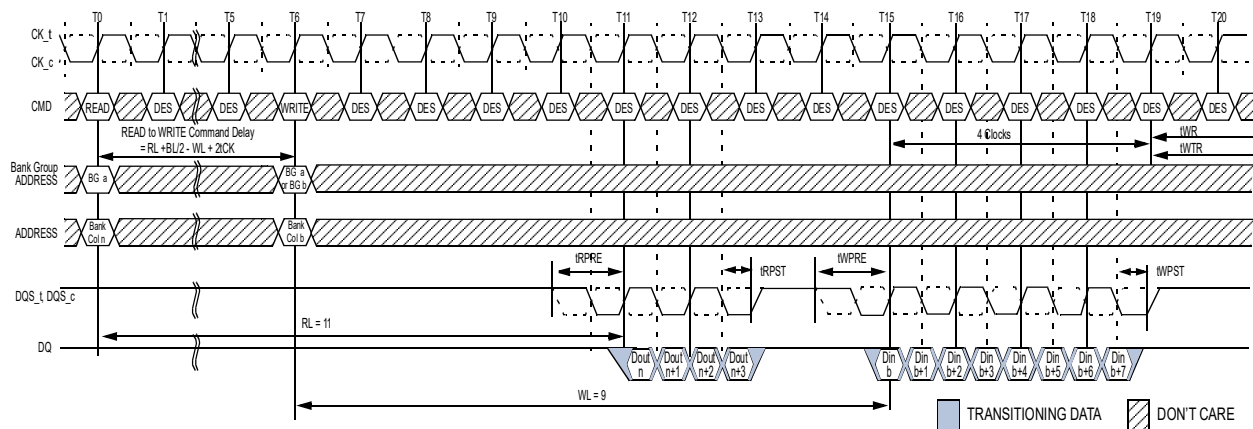 T0 T1 T5 T6 T7 T8 T9 T10 T11 T12 T13 T14 T15 T16 T17 T18 T19 T20
CK_t
CK_c
CMD READ DES DES WRITE DES DES DES DES DES DES DES DES DES DES DES DES DES DES
READ to WRITE Command Delay
= RL +BL/2 - WL + 2tCK
4 Clocks
tWR
tWTR
Bank Group
ADDRESS
BG a
BG a
or BG b
ADDRESS
Bank
Col n
Bank
Col b
tRPRE
tRPST
tWPRE
tWPST
DQS_t, DQS_c
RL = 11
DQ
Dout
n
Dout
n+1
Dout
n+2
Dout
n+3
Din
b
Din
b+1
Din
b+2
Din
b+3
Din
b+4
Din
b+5
Din
b+6
Din
b+7
WL = 9
TRANSITIONING DATA
DON'T CARE